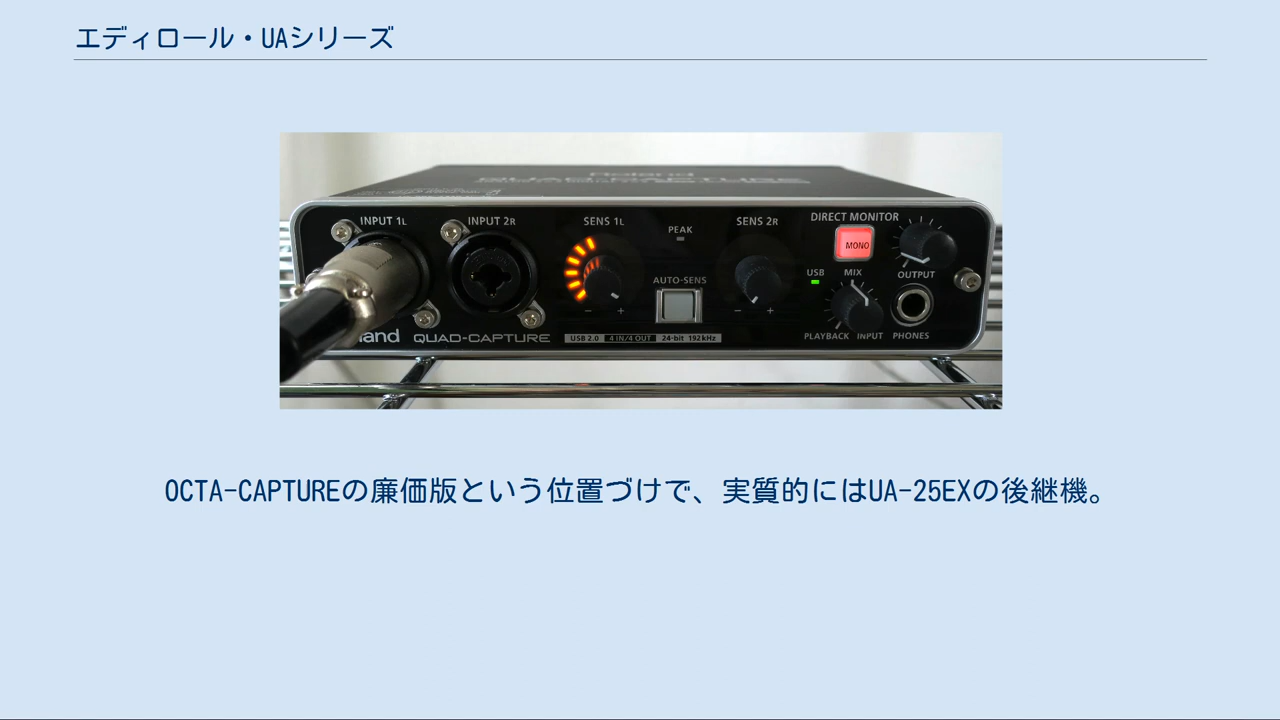 エディロール・UAシリーズ
Roland
QUAD-CAPTURE
INPUT 1L
INPUT 2R
SENS 1L
PEAK
SENS 2R
DIRECT MONITOR
MONO
AUTO-SENS
USB
MIX
OUTPUT
- +
- +
PLAYBACK INPUT PHONES
land QUAD-CAPTURE
USB 2.0 4 IN/4 OUT 24-bit 192kHz
OCTA-CAPTUREの廉価版という位置づけで、実質的にはUA-25EXの後継機。